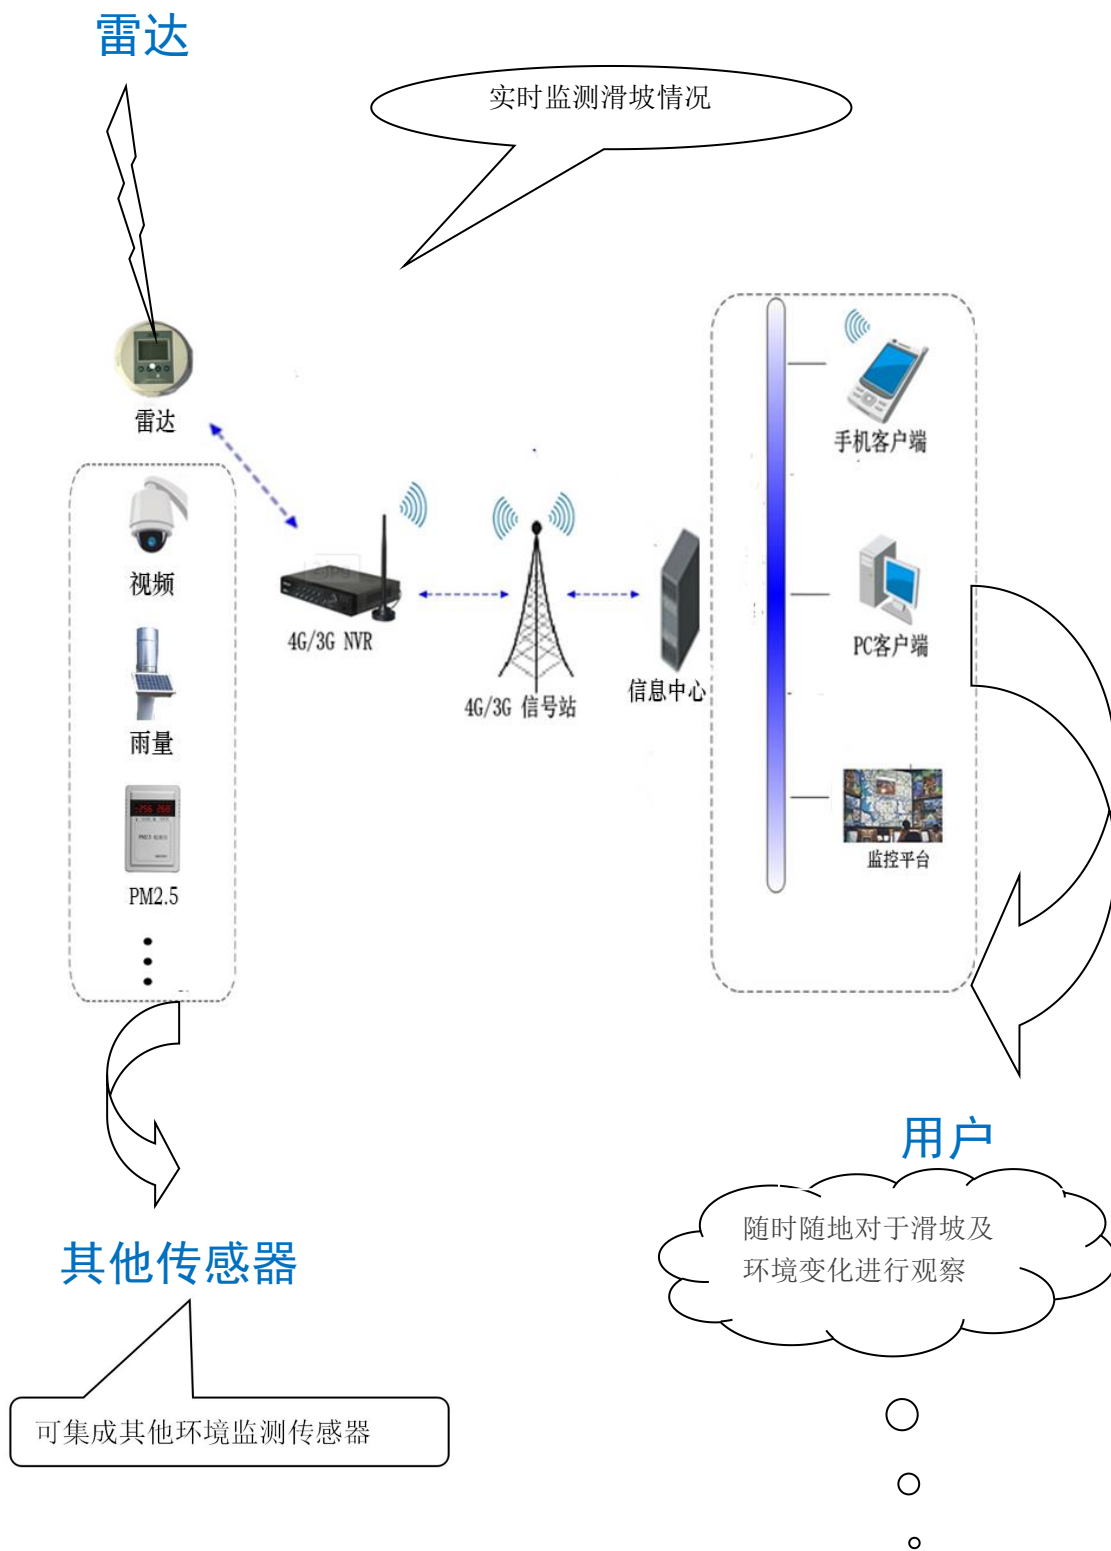 雷达
实时监测滑坡情况
雷达
手机客户端
视频
4G/3G NVR
4G/3G 信号站
信息中心
PC客户端
雨量
监控平台
PM2.5
用户
随时随地对于滑坡及
环境变化进行观察
其他传感器
可集成其他环境监测传感器